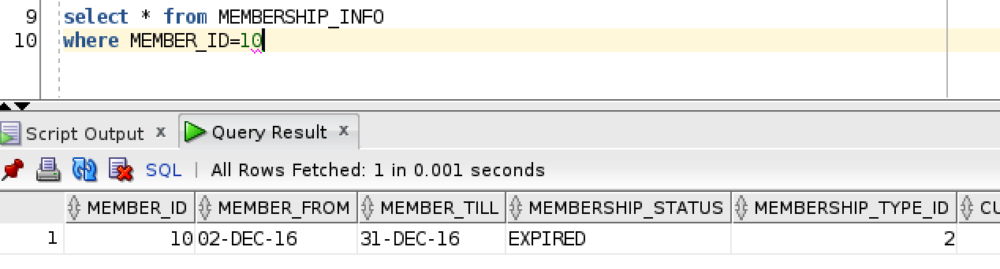 9 select * from MEMBERSHIP_INFO
10 where MEMBER_ID=10
Script Output x Query Result x
SQL | All Rows Fetched: 1 in 0.001 seconds
MEMBER_ID MEMBER_FROM MEMBER_TILL MEMBERSHIP_STATUS MEMBERSHIP_TYPE_ID CU
1 10 02-DEC-16 31-DEC-16 EXPIRED 2